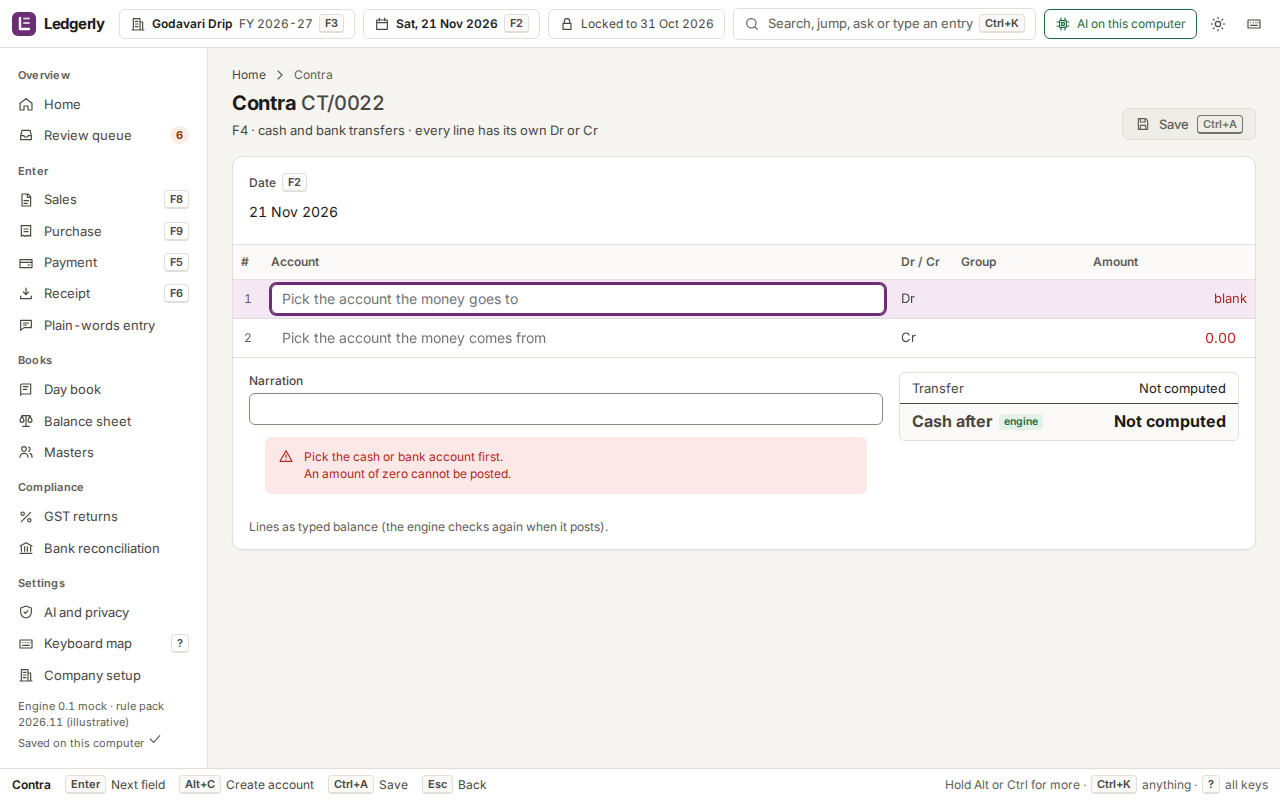 Ledgerly
Godavari Drip FY 2026-27 F3
Sat, 21 Nov 2026 F2
Locked to 31 Oct 2026
Search, jump, ask or type an entry Ctrl+K
AI on this computer
Overview
Home
Review queue 6
Enter
Sales F8
Purchase F9
Payment F5
Receipt F6
Plain-words entry
Books
Day book
Balance sheet
Masters
Compliance
GST returns
Bank reconciliation
Settings
AI and privacy
Keyboard map ?
Company setup
Engine 0.1 mock · rule pack
2026.11 (illustrative)
Saved on this computer
Home Contra
Contra CT/0022
F4 · cash and bank transfers · every line has its own Dr or Cr
Save Ctrl+A
Date F2
21 Nov 2026
# Account Dr / Cr Group Amount
1 Pick the account the money goes to Dr blank
2 Pick the account the money comes from Cr 0.00
Narration
Pick the cash or bank account first.
An amount of zero cannot be posted.
Lines as typed balance (the engine checks again when it posts).
Transfer Not computed
Cash after engine Not computed
Contra Enter Next field Alt+C Create account Ctrl+A Save Esc Back
Hold Alt or Ctrl for more · Ctrl+K anything · ? all keys